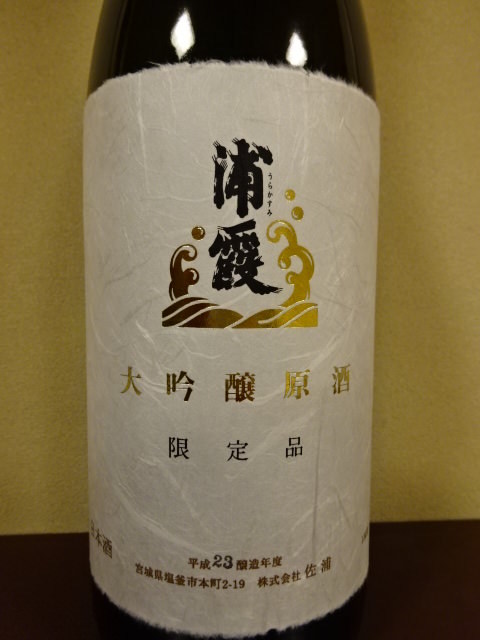 浦霞
うらかすみ
大吟醸原酒
限定品
本酒
平成23醸造年度
宮城県塩釜市本町2-19 株式会社 佐浦